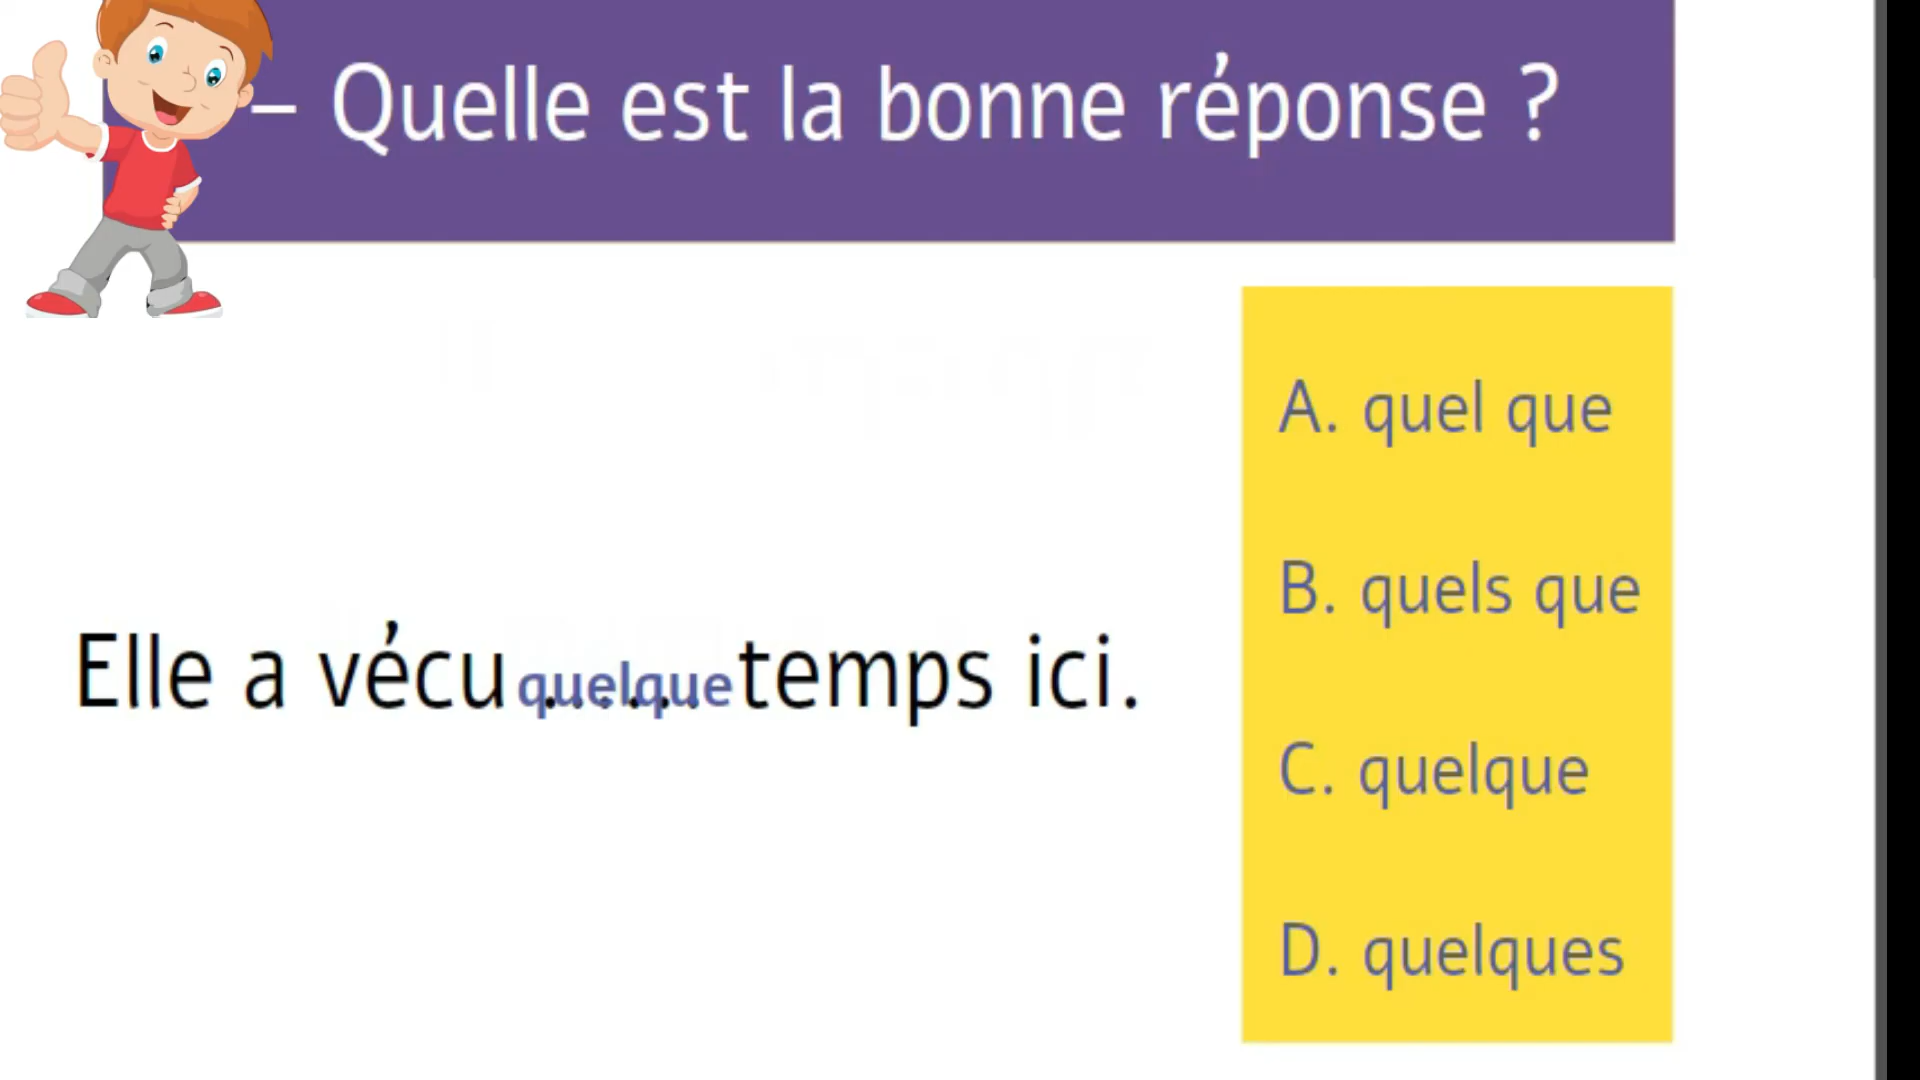 – Quelle est la bonne réponse ?
Elle a vécu quelque temps ici.
A. quel que
B. quels que
C. quelque
D. quelques